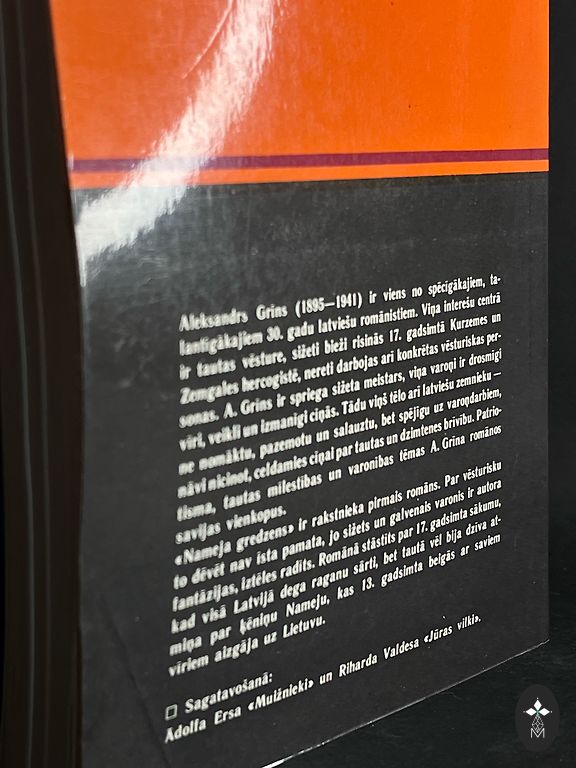 Aleksandrs Grins (1895—1941) ir viens no spēcīgākajiem, ta-
lantīgākajiem 30. gadu latviešu romānistiem. Viņa interešu centrā
ir tautas vēsture, sižeti bieži risinās 17. gadsimtā Kurzemes un
Zemgales hercogistē, nereti darbojas arī konkrētas vēsturiskas per-
sonas. A. Grins ir spriega sižeta meistars, viņa varoņi ir drosmīgi
vīri, veikli un izmanīgi cīņās. Tādu viņš tēlo arī latviešu zemnieku —
ne nomāktu, pazemotu un salauztu, bet spējīgu uz varoņdarbiem,
nāvi nicinot, celdamies cīņai par tautas un dzimtenes brīvību. Patrio-
tisma, tautas mīlestības un varonības tēmas A. Grina romānos
savijas vienkopus.
«Nameja gredzens» ir rakstnieka pirmais romāns. Par vēsturisku
to dēvēt nav īsta pamata, jo sižets un galvenais varonis ir autora
fantāzijas, iztēles radīts. Romānā stāstīts par 17. gadsimta sākumu,
kad visā Latvijā dega raganu sārti, bet tautā vēl bija dzīva at-
miņa par ķēniņu Nameju, kas 13. gadsimta beigās ar saviem
vīriem aizgāja uz Lietuvu.
□ Sagatavošanā:
Adolfa Ersa «Muižnieki» un Riharda Valdesa «Jūras vilki».